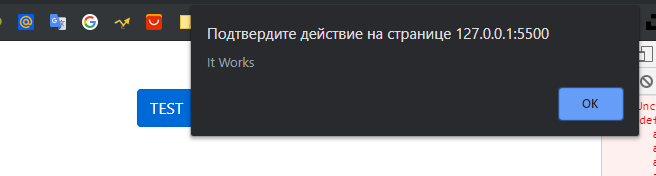 Подтвердите действие на странице 127.0.0.1:5500
It Works
TEST
OK